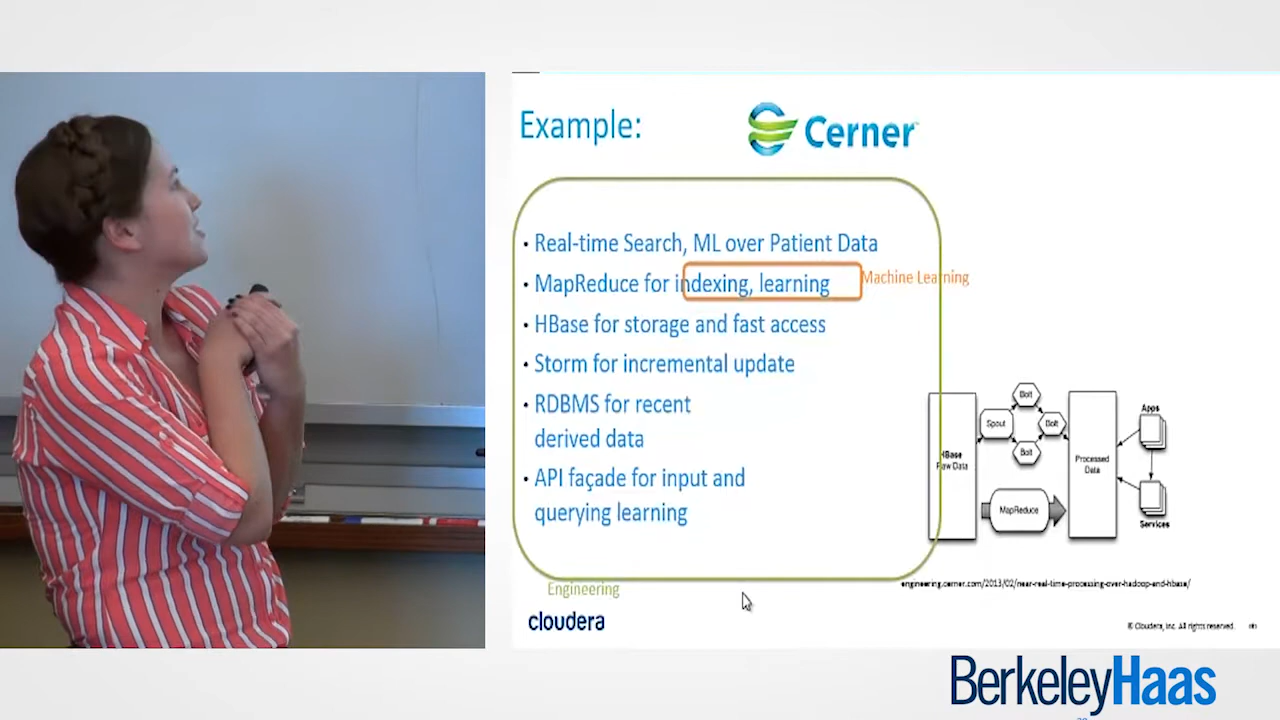 Example:
Cerner
• Real-time Search, ML over Patient Data
• MapReduce for indexing, learning
Machine Learning
• HBase for storage and fast access
• Storm for incremental update
• RDBMS for recent
derived data
• API façade for input and
querying learning
Engineering
HBase
Raw Data
Spout
Bolt
Bolt
Bolt
MapReduce
Processed
Data
Apps
Services
engineering.cerner.com/2013/02/near-real-time-processing-over-hadoop-and-hbase/
cloudera
© Cloudera, Inc. All rights reserved.
BerkeleyHaas